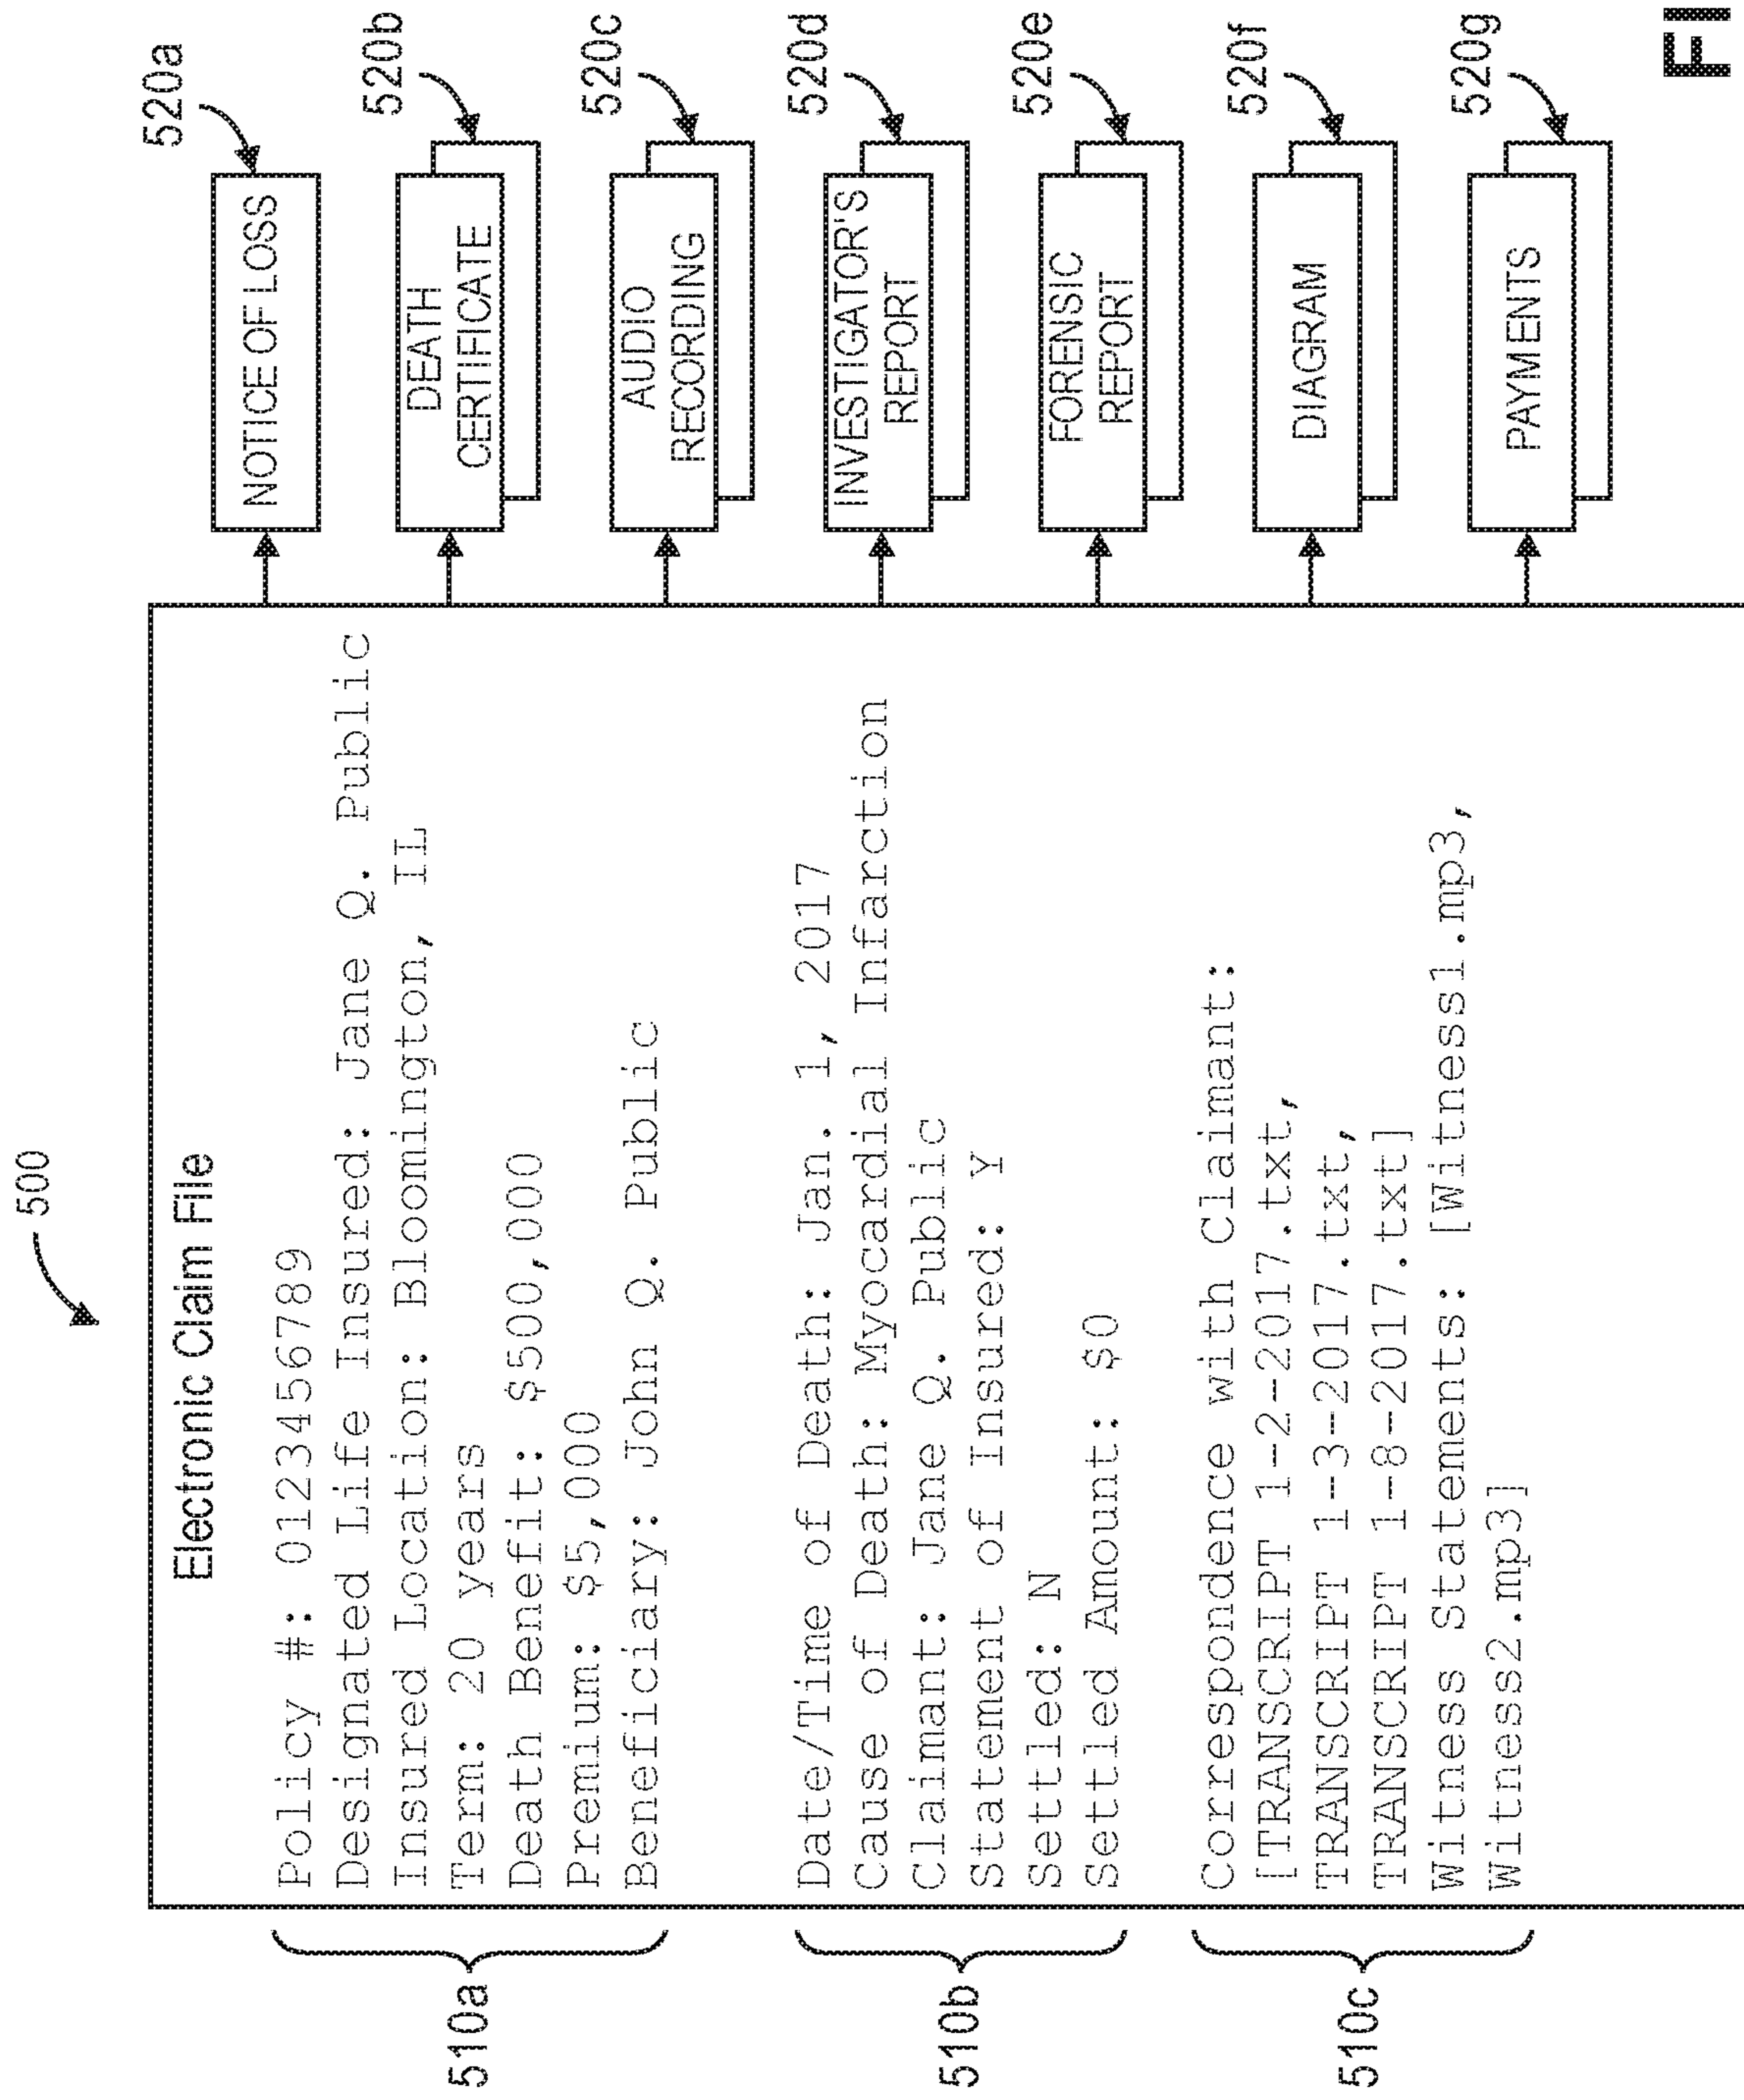 500
Electronic Claim File
510a
Policy #: 0123456789
Designated Life Insured: Jane Q. Public
Insured Location: Bloomington, IL
Term: 20 years
Death Benefit: $500,000
Premium: $5,000
Beneficiary: John Q. Public
510b
Date/Time of Death: Jan. 1, 2017
Cause of Death: Myocardial Infarction
Claimant: Jane Q. Public
Statement of Insured: Y
Settled: N
Settled Amount: $0
510c
Correspondence with Claimant:
[TRANSCRIPT 1-2-2017.txt,
TRANSCRIPT 1-3-2017.txt,
TRANSCRIPT 1-8-2017.txt]
Witness Statements: [Witness1.mp3,
Witness2.mp3]
520a
NOTICE OF LOSS
520b
DEATH
CERTIFICATE
520c
AUDIO
RECORDING
520d
INVESTIGATOR'S
REPORT
520e
FORENSIC
REPORT
520f
DIAGRAM
520g
PAYMENTS
FI